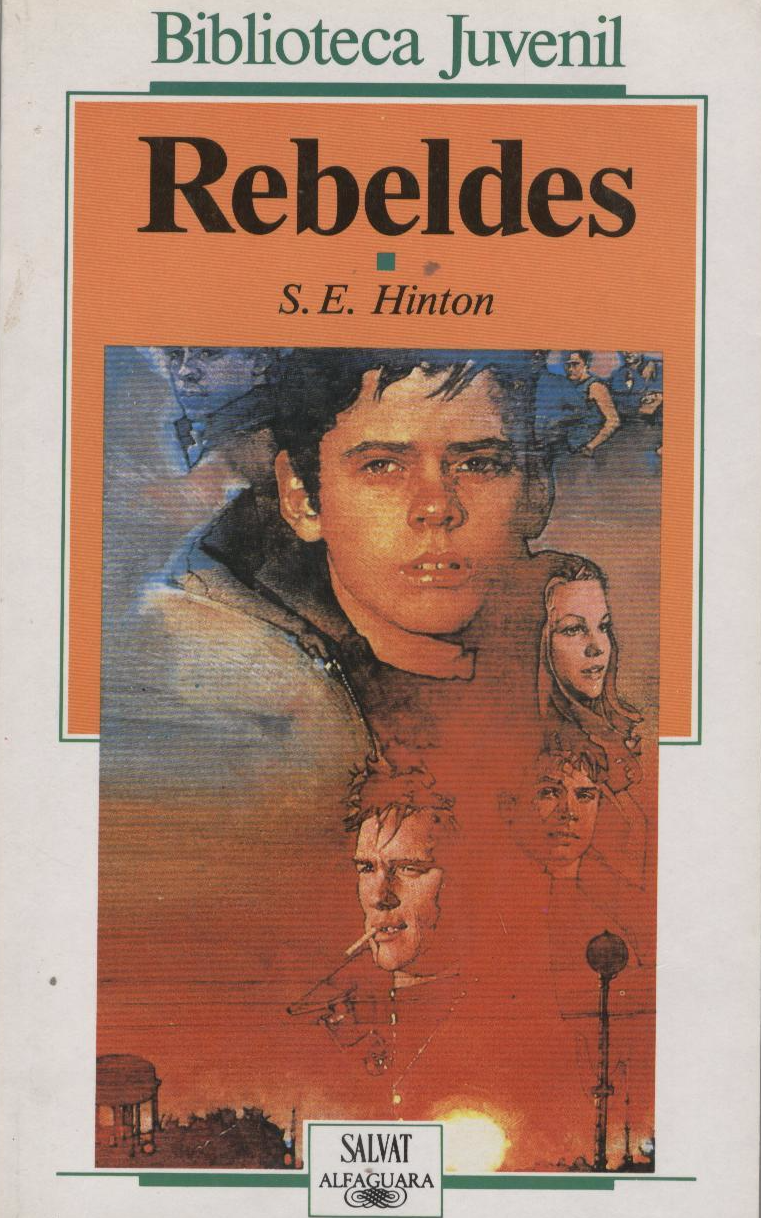 Biblioteca Juvenil
Rebeldes
S. E. Hinton
SALVAT
ALFAGUARA